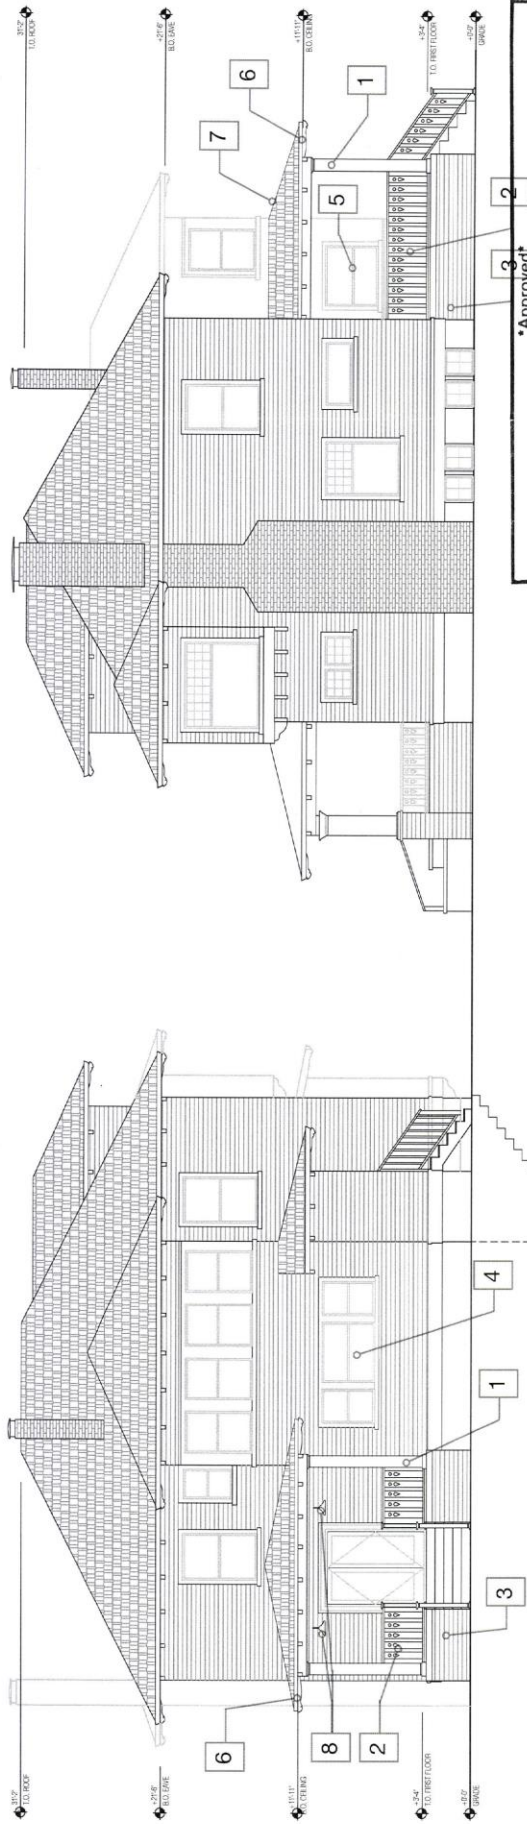 31'-2"
T.O. ROOF
+21'-6"
B.O. EAVE
+11'-11"
O. CEILING
+3'-4"
T.O. FIRST FLOOR
+0'-0"
GRADE
6
8
2
3
1
4
31'-2"
T.O. ROOF
+21'-6"
B.O. EAVE
+11'-11"
B.O. CEILING
+3'-4"
T.O. FIRST FLOOR
+0'-0"
GRADE
7
6
5
1
2
3
*Approved*